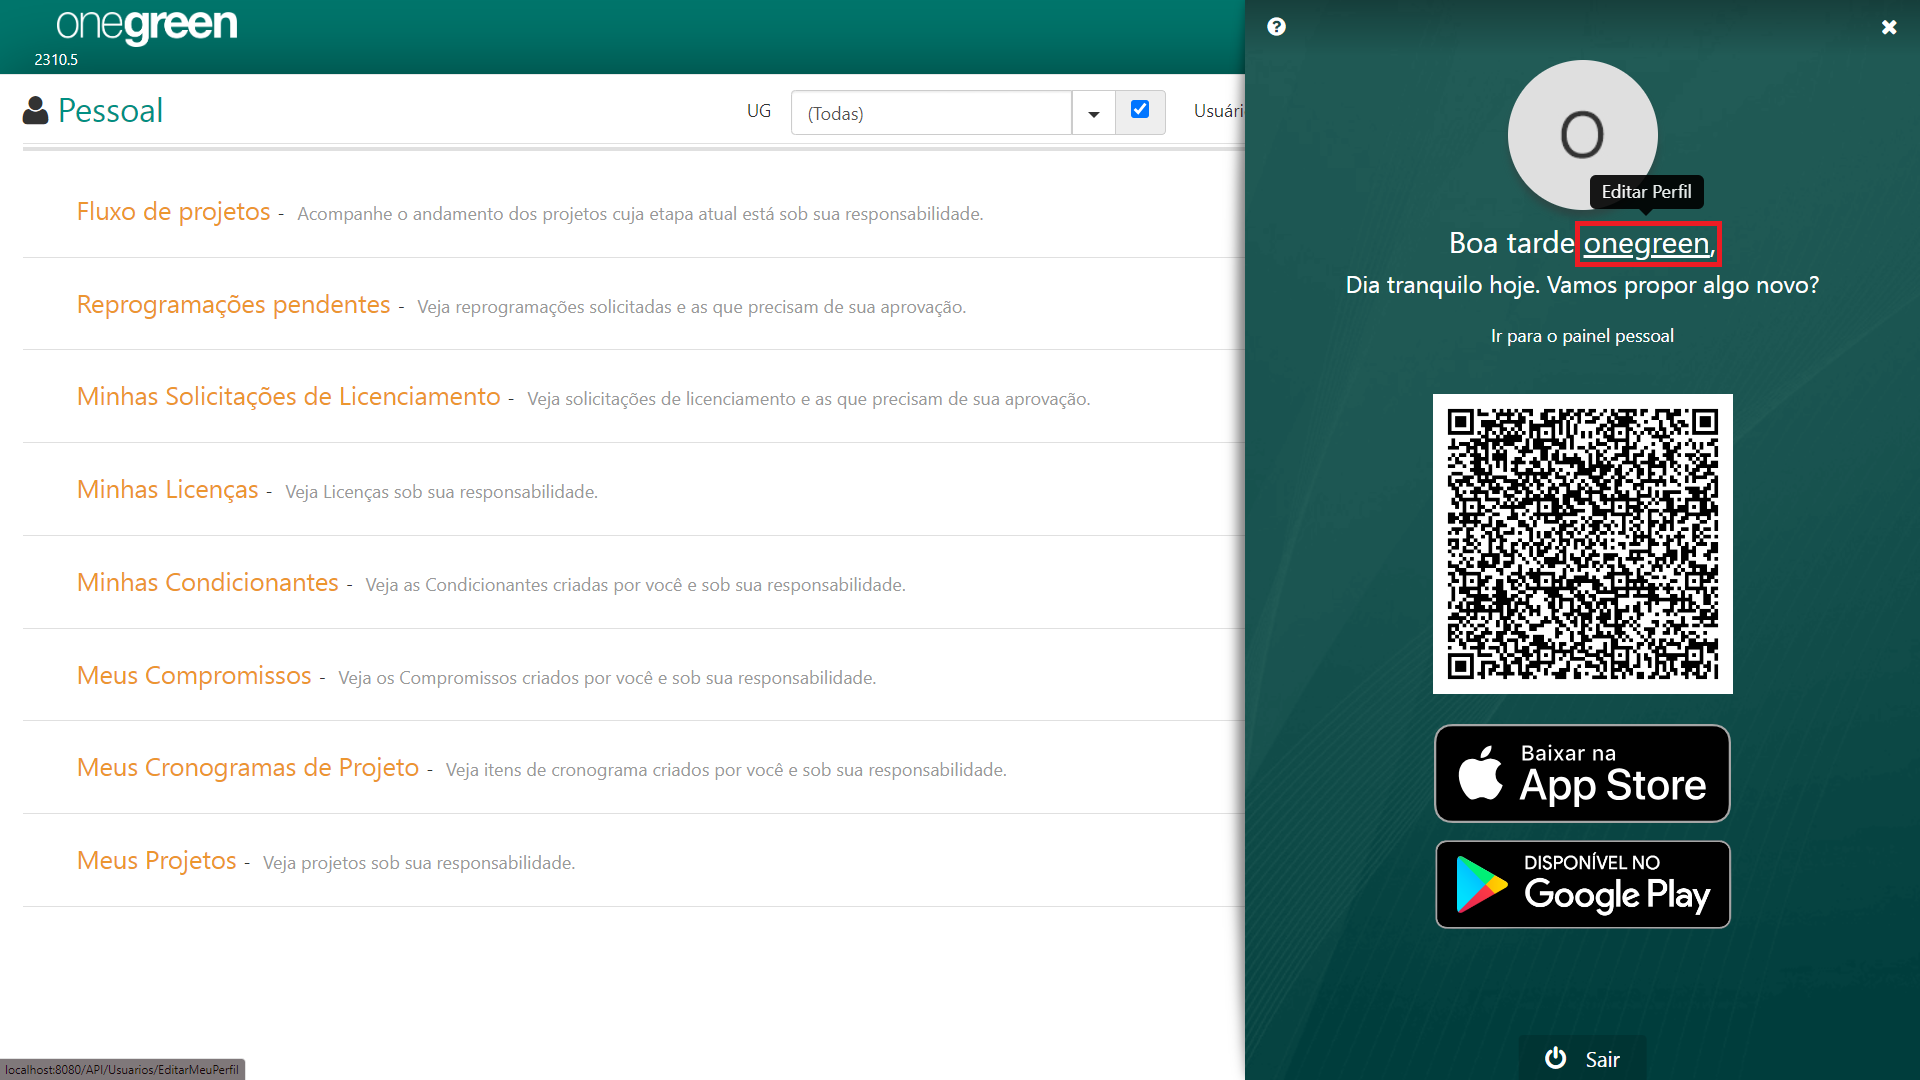 onegreen
2310.5
Pessoal
UG
(Todas)
Usuári
Fluxo de projetos - Acompanhe o andamento dos projetos cuja etapa atual está sob sua responsabilidade.
Reprogramações pendentes - Veja reprogramações solicitadas e as que precisam de sua aprovação.
Minhas Solicitações de Licenciamento - Veja solicitações de licenciamento e as que precisam de sua aprovação.
Minhas Licenças - Veja Licenças sob sua responsabilidade.
Minhas Condicionantes - Veja as Condicionantes criadas por você e sob sua responsabilidade.
Meus Compromissos - Veja os Compromissos criados por você e sob sua responsabilidade.
Meus Cronogramas de Projeto - Veja itens de cronograma criados por você e sob sua responsabilidade.
Meus Projetos - Veja projetos sob sua responsabilidade.
localhost:8080/API/Usuarios/EditarMeuPerfil
?
O
Editar Perfil
Boa tarde onegreen,
Dia tranquilo hoje. Vamos propor algo novo?
Ir para o painel pessoal
Baixar na
App Store
DISPONÍVEL NO
Google Play
Sair